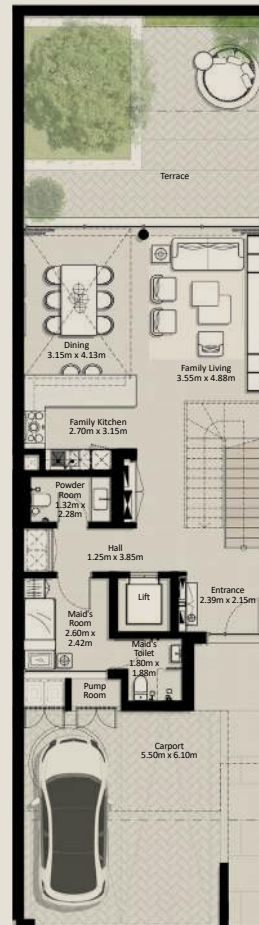 Terrace
Dining
3.15m x 4.13m
Family Living
3.55m x 4.88m
Family Kitchen
2.70m x 3.15m
Powder
Room
1.32m x
2.28m
Hall
1.25m x 3.85m
Lift
Entrance
2.39m x 2.15m
Maid's
Room
2.60m x
2.42m
Maid's
Toilet
1.80m x
1.88m
Pump
Room
Carport
5.50m x 6.10m